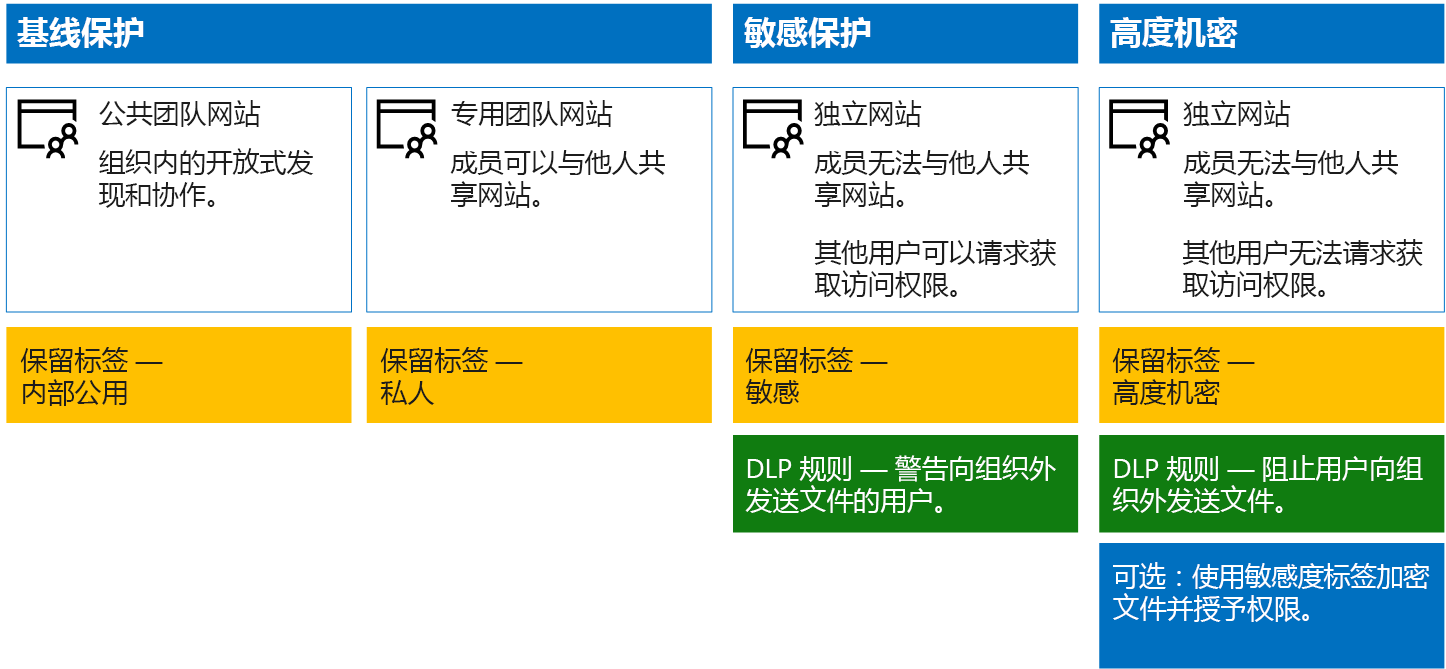 基线保护
敏感保护
高度机密
公共团队网站
组织内的开放式发
现和协作。
专用团队网站
成员可以与他人共
享网站。
独立网站
成员无法与他人共
享网站。
其他用户可以请求获
取访问权限。
独立网站
成员无法与他人共
享网站。
其他用户无法请求获
取访问权限。
保留标签 —
内部公用
保留标签 —
私人
保留标签 —
敏感
保留标签 —
高度机密
DLP 规则 — 警告向组织外
发送文件的用户。
DLP 规则 — 阻止用户向组
织外发送文件。
可选：使用敏感度标签加密
文件并授予权限。